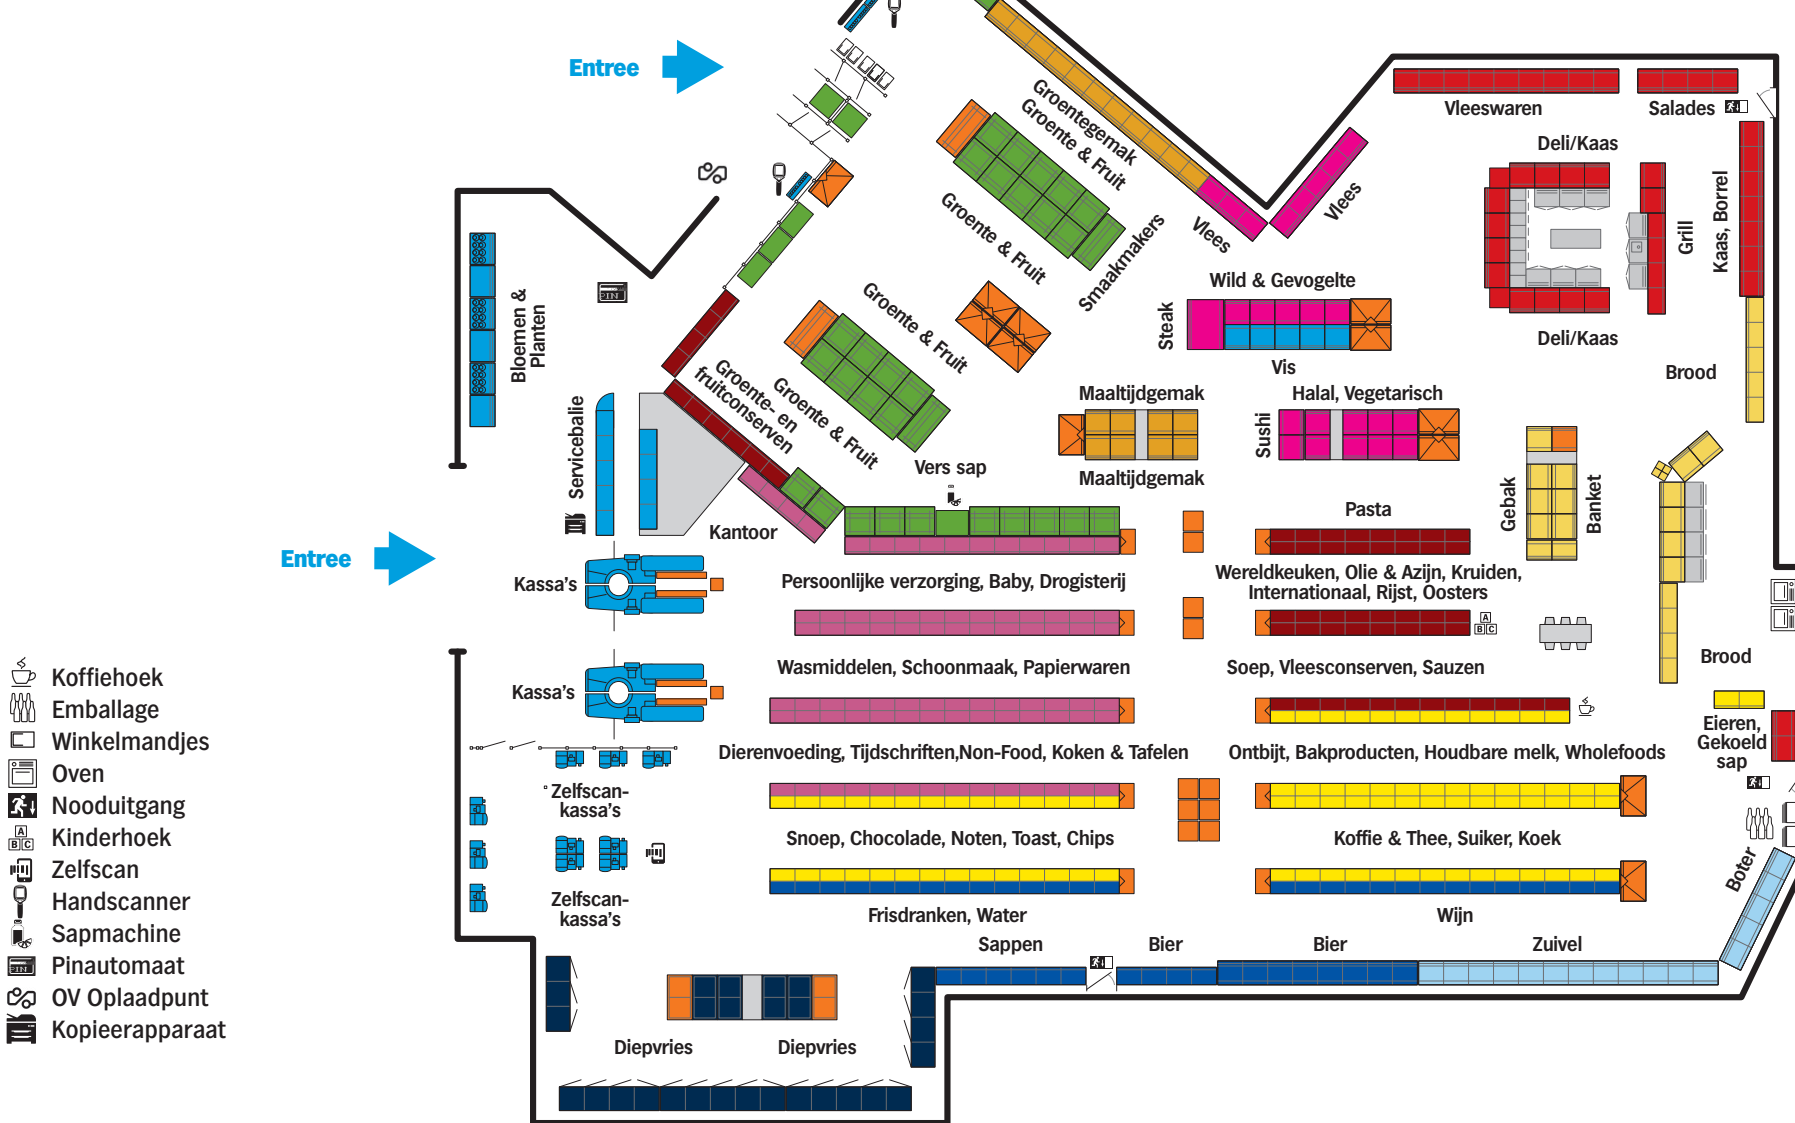 Entree
Groentegemak
Groente & Fruit
Vleeswaren
Salades
Deli/Kaas
Vlees
Vlees
Grill
Kaas, Borrel
Groente & Fruit
Smaakmakers
Wild & Gevogelte
Steak
Vis
Deli/Kaas
Bloemen &
Planten
PIN
Groente & Fruit
Brood
Groente- en
fruitconserven
Groente & Fruit
Maaltijdgemak
Halal, Vegetarisch
Sushi
Servicebalie
Vers sap
Maaltijdgemak
Gebak
Banket
Pasta
Kantoor
Entree
Kassa's
Persoonlijke verzorging, Baby, Drogisterij
Wereldkeuken, Olie & Azijn, Kruiden,
Internationaal, Rijst, Oosters
A
B C
Wasmiddelen, Schoonmaak, Papierwaren
Soep, Vleesconserven, Sauzen
Brood
Kassa's
Eieren,
Gekoeld
sap
Dierenvoeding, Tijdschriften,Non-Food, Koken & Tafelen
Ontbijt, Bakproducten, Houdbare melk, Wholefoods
Zelfscan-
kassa's
Snoep, Chocolade, Noten, Toast, Chips
Koffie & Thee, Suiker, Koek
Boter
Zelfscan-
kassa's
Frisdranken, Water
Wijn
Sappen
Bier
Bier
Zuivel
Diepvries
Diepvries
Koffiehoek
Emballage
Winkelmandjes
Oven
Nooduitgang
A
B C
Kinderhoek
Zelfscan
Handscanner
Sapmachine
PIN
Pinautomaat
OV Oplaadpunt
Kopieerapparaat